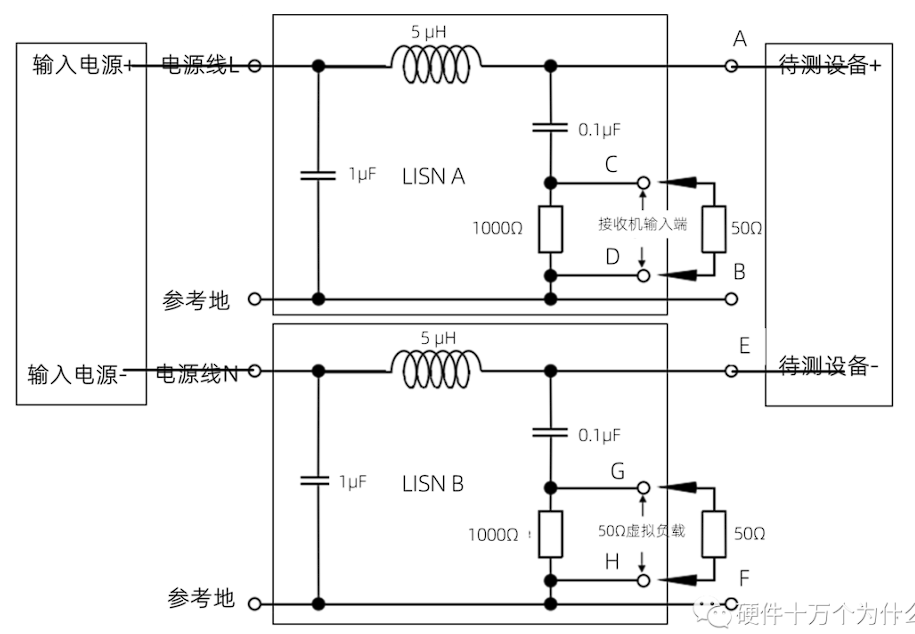 5 μH
A
输入电源+
电源线L
待测设备+
0.1μF
1μF
LISN A
C
1000Ω
接收机输入端
50Ω
D
B
参考地
5 μH
E
输入电源-
电源线N
待测设备-
0.1μF
1μF
LISN B
G
1000Ω
50Ω虚拟负载
50Ω
H
F
参考地
硬件十万个为什么